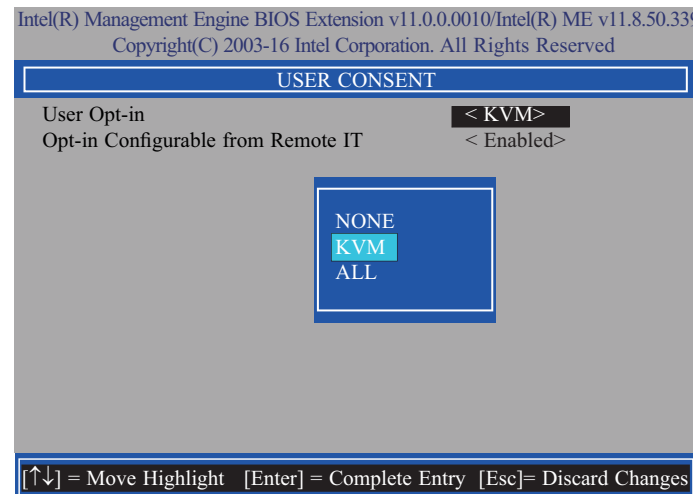 Intel(R) Management Engine BIOS Extension v11.0.0.0010/Intel(R) ME v11.8.50.339
Copyright(C) 2003-16 Intel Corporation. All Rights Reserved
USER CONSENT
User Opt-in < KVM>
Opt-in Configurable from Remote IT < Enabled>
NONE
KVM
ALL
[↑↓] = Move Highlight [Enter] = Complete Entry [Esc]= Discard Changes